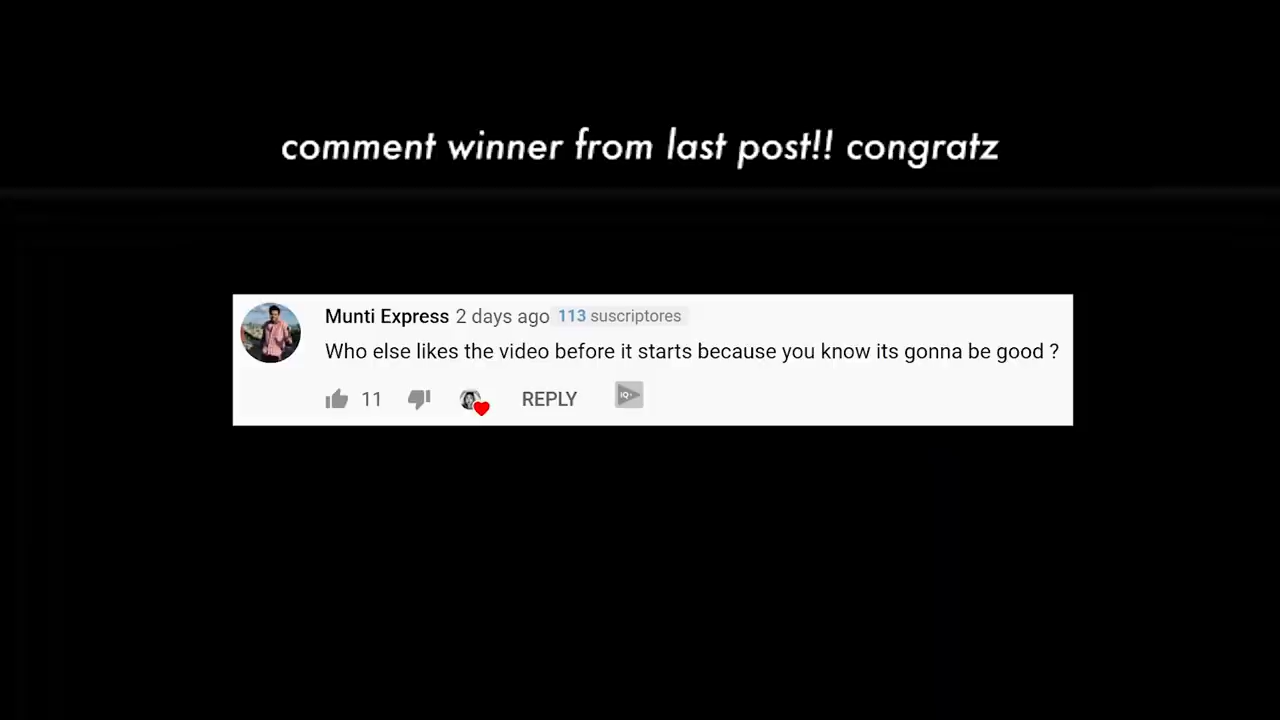 comment winner from last post!! congratz
Munti Express 2 days ago 113 suscriptores
Who else likes the video before it starts because you know its gonna be good ?
11 REPLY IQ